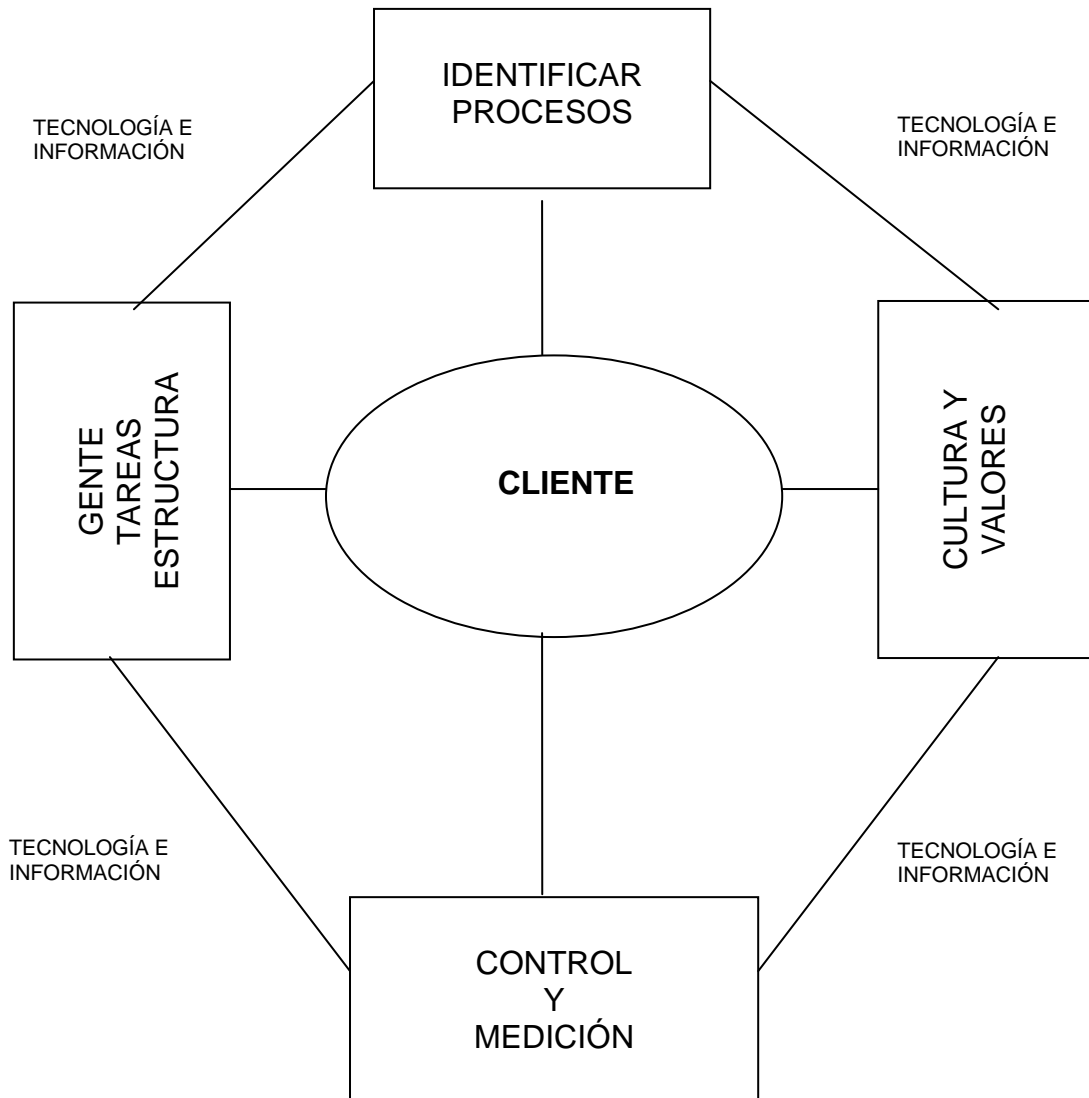 IDENTIFICAR
PROCESOS
TECNOLOGÍA E
INFORMACIÓN
TECNOLOGÍA E
INFORMACIÓN
GENTE
TAREAS
ESTRUCTURA
CLIENTE
CULTURA Y
VALORES
TECNOLOGÍA E
INFORMACIÓN
TECNOLOGÍA E
INFORMACIÓN
CONTROL
Y
MEDICIÓN